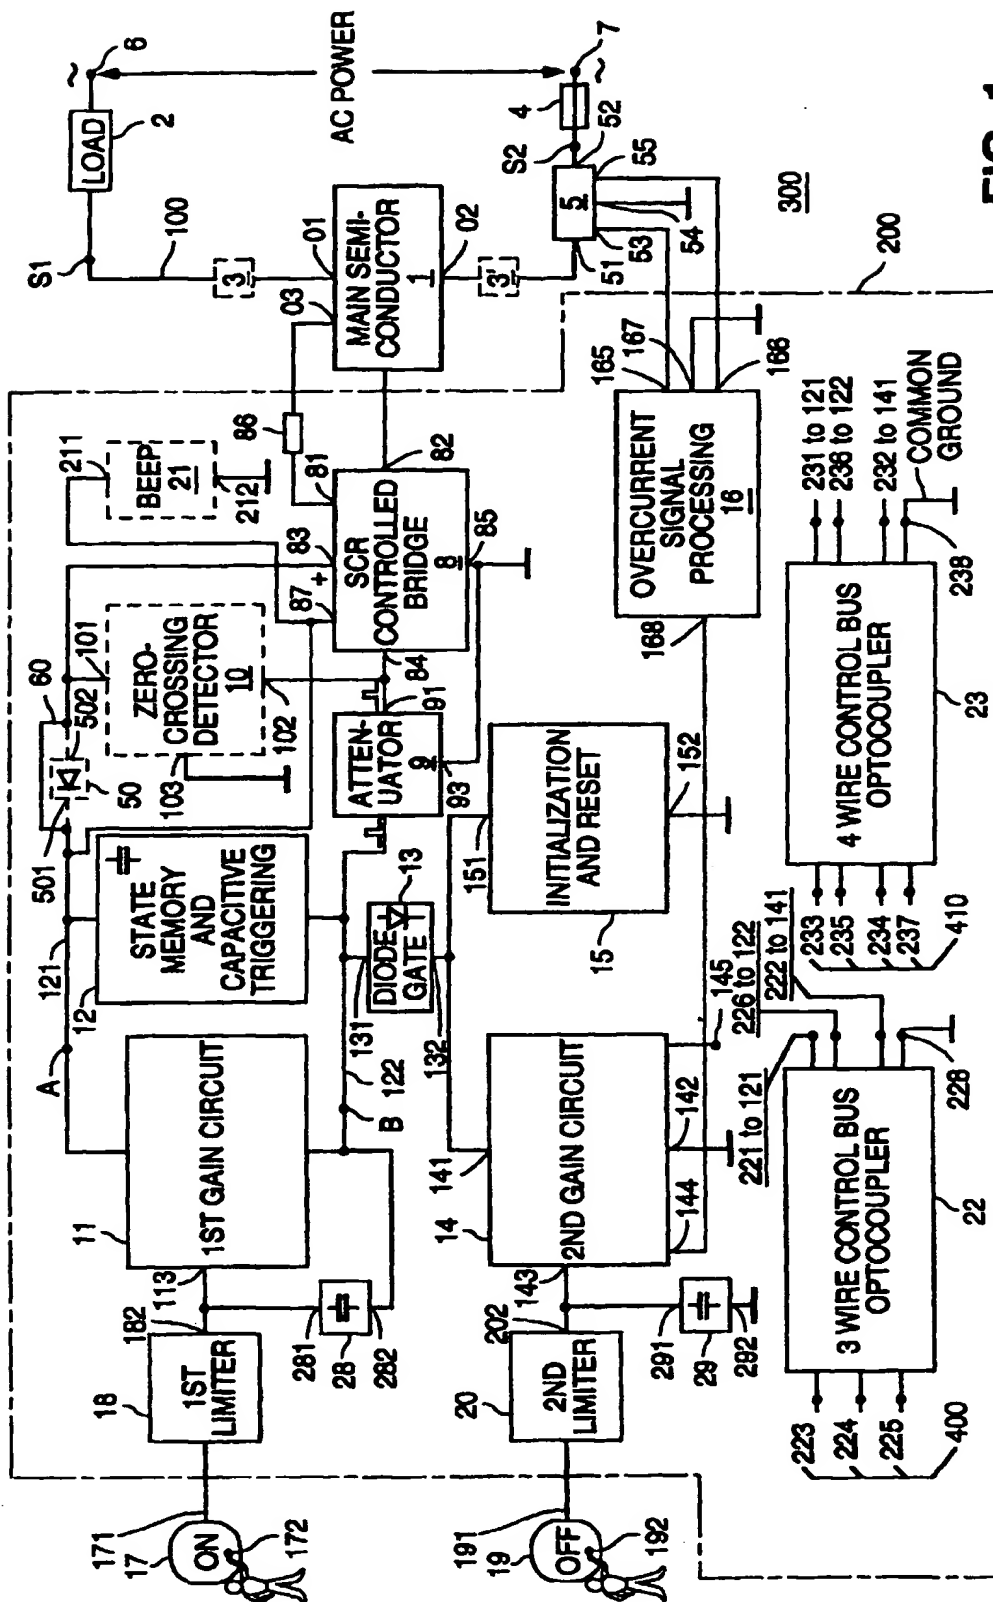 17
171
ON
172
18
1ST
LIMITER
182
113
281
28
282
11
1ST GAIN CIRCUIT
A
121
12
STATE
MEMORY
AND
CAPACITIVE
TRIGGERING
122
B
501
50
502
60
101
ZERO-
CROSSING
DETECTOR
10
103
102
211
BEEP
21
212
87
+
83
81
86
SCR
CONTROLLED
BRIDGE
8
82
84
85
91
ATTEN-
UATOR
9
93
131
DIODE
GATE
13
132
S1
100
3
LOAD
2
6
~
AC POWER
03
01
MAIN SEMI-
CONDUCTOR
1
02
3'
S2
4
7
~
5
51
52
53
54
55
19
191
OFF
192
20
2ND
LIMITER
202
143
291
29
292
14
141
2ND GAIN CIRCUIT
144
142
145
151
INITIALIZATION
AND RESET
15
152
OVERCURRENT
SIGNAL
PROCESSING
16
165
167
166
168
200
300
223
224
225
400
3 WIRE CONTROL BUS
OPTOCOUPLER
22
221 to 121
226 to 122
222 to 141
228
233
235
234
237
410
4 WIRE CONTROL BUS
OPTOCOUPLER
23
231 to 121
236 to 122
232 to 141
238
COMMON
GROUND